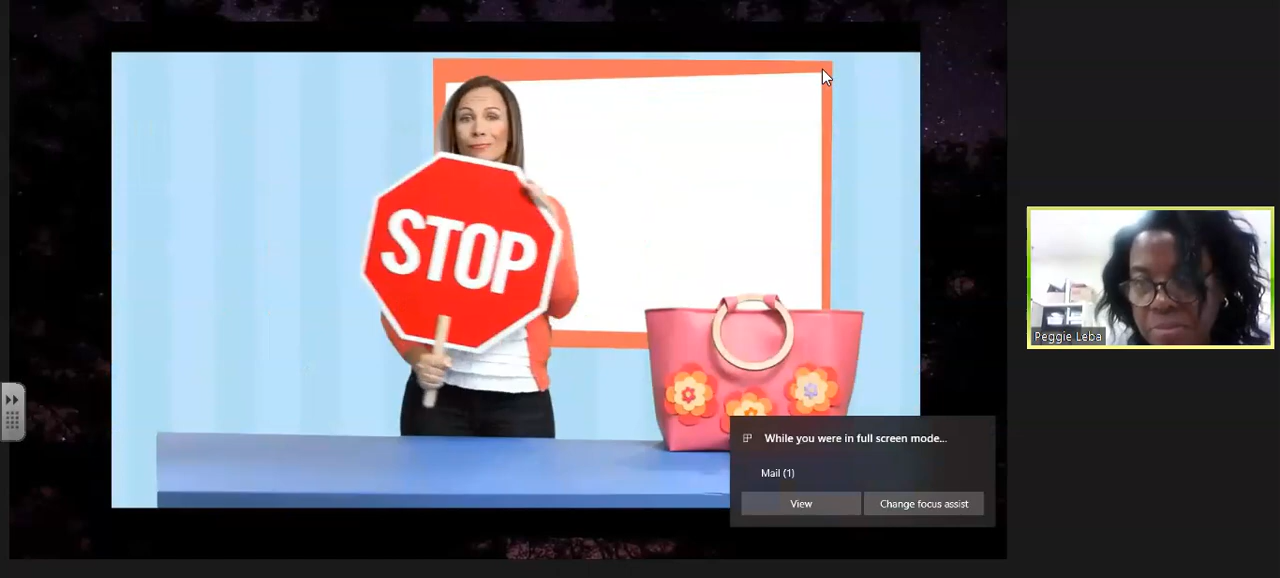 STOP
Peggie Leba
While you were in full screen mode...
Mail (1)
View
Change focus assist